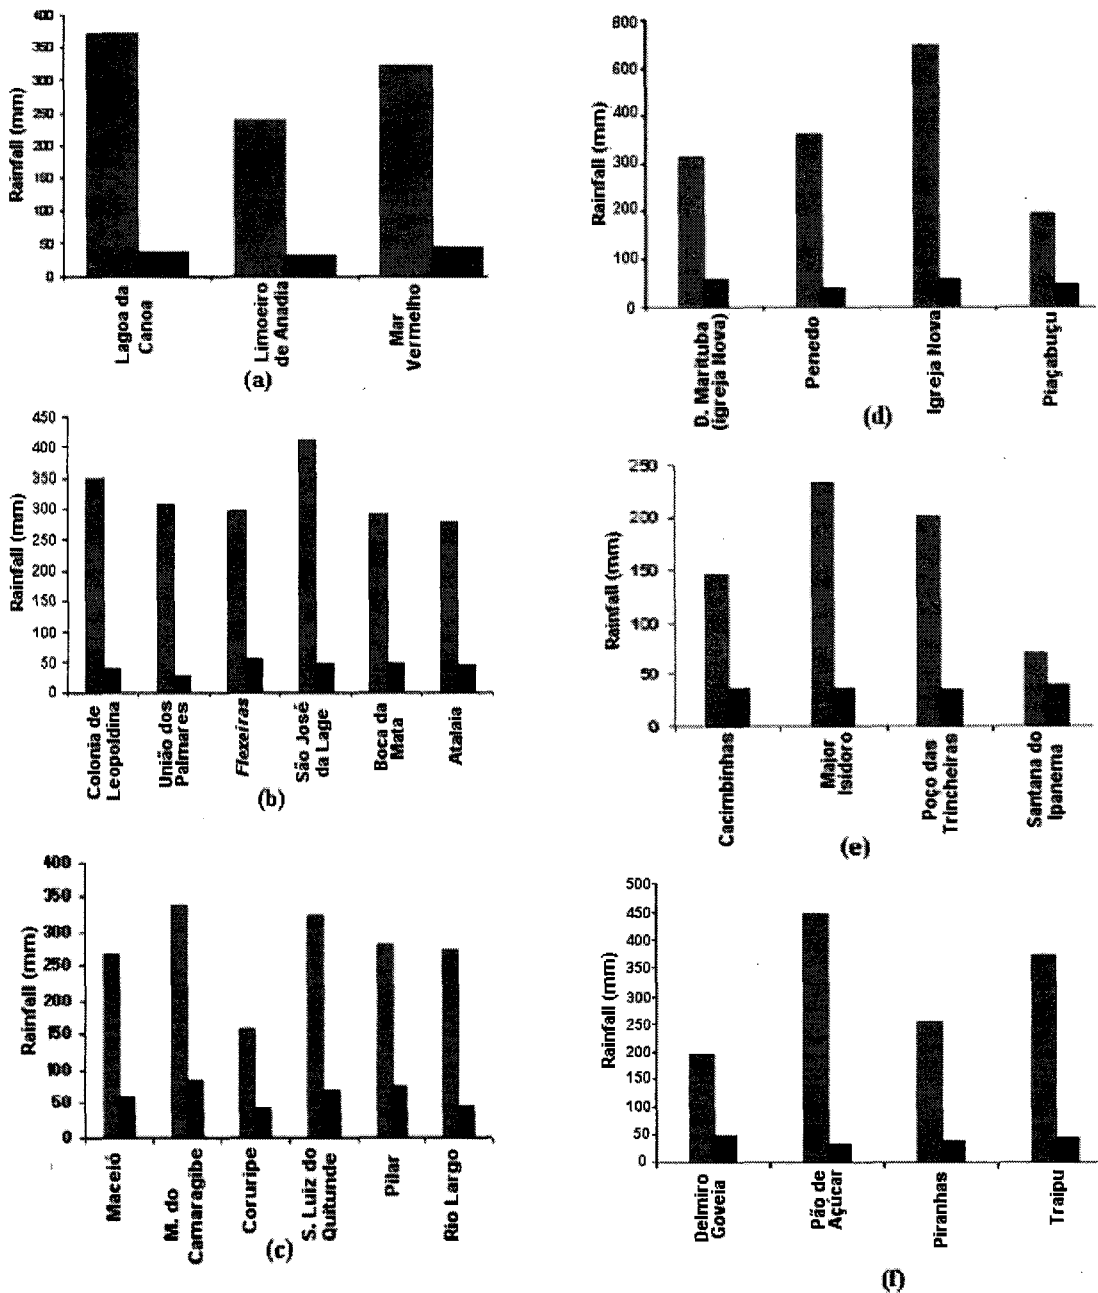 400
350
300
250
200
150
100
50
0
Rainfall (mm)
Lagoa da
Canoa
Limoeiro
de Anadia
Mar
Vermelho
(a)
450
400
350
300
250
200
150
100
50
0
Rainfall (mm)
Colonia de
Leopoldina
União dos
Palmares
Flexeiras
São José
da Lage
Boca da
Mata
Atalaia
(b)
400
350
300
250
200
150
100
50
0
Rainfall (mm)
Maceió
M. do
Camaragibe
Coruripe
S. Luiz do
Quitunde
Pilar
Rio Largo
(c)
800
600
400
300
200
100
0
Rainfall (mm)
D. Marituba
(igreja Nova)
Penedo
Igreja Nova
Piaçabuçu
(d)
250
200
150
100
50
0
Rainfall (mm)
Cacimbinhas
Major
Isidoro
Poço das
Trincheiras
Santana do
Ipanema
(e)
500
450
350
300
250
200
150
100
50
0
Rainfall (mm)
Delmiro
Goveia
Pão de
Açúcar
Piranhas
Traipu
(f)